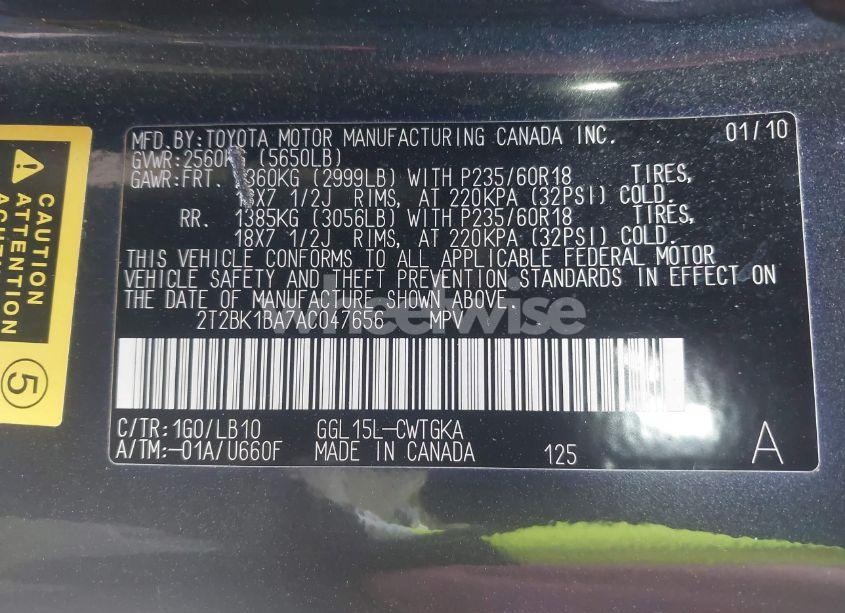 MFD.BY:TOYOTA MOTOR MANUFACTURING CANADA INC. 01/10
GVWR:2560KG (5650LB)
GAWR:FRT. 1360KG (2999LB) WITH P235/60R18 TIRES,
18X7 1/2J RIMS, AT 220KPA (32PSI) COLD.
RR. 1385KG (3056LB) WITH P235/60R18 TIRES,
18X7 1/2J RIMS, AT 220KPA (32PSI) COLD.
THIS VEHICLE CONFORMS TO ALL APPLICABLE FEDERAL MOTOR
VEHICLE SAFETY AND THEFT PREVENTION STANDARDS IN EFFECT ON
THE DATE OF MANUFACTURE SHOWN ABOVE.
2T2BK1BA7AC047656 MPV
C/TR:1G0/LB10 GGL15L-CWTGKA
A/TM:-01A/U660F MADE IN CANADA 125 A
CAUTION
ATTENTION
5
wheelwise